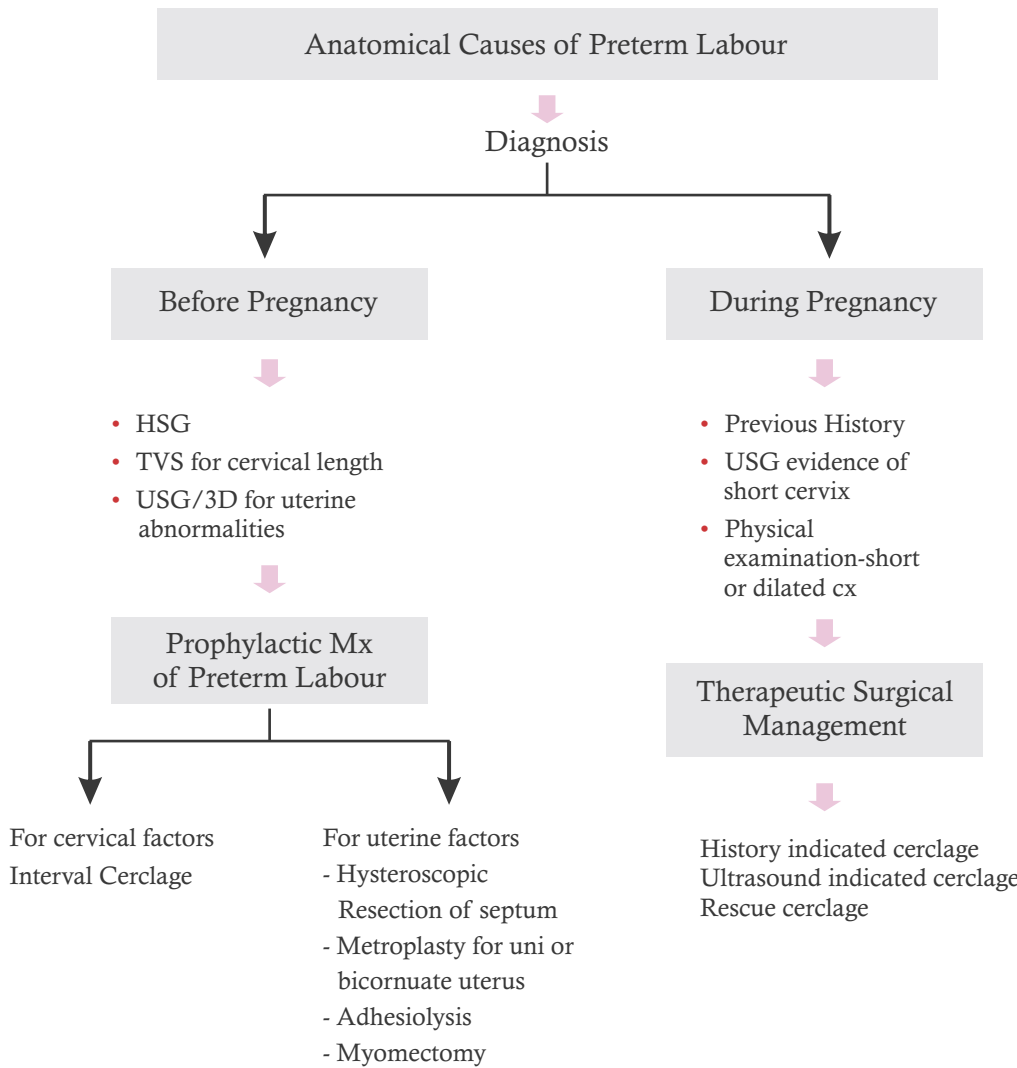 Anatomical Causes of Preterm Labour
Diagnosis
Before Pregnancy
• HSG
• TVS for cervical length
• USG/3D for uterine
abnormalities
Prophylactic Mx
of Preterm Labour
For cervical factors
Interval Cerclage
For uterine factors
- Hysteroscopic
Resection of septum
- Metroplasty for uni or
bicornuate uterus
- Adhesiolysis
- Myomectomy
During Pregnancy
• Previous History
• USG evidence of
short cervix
• Physical
examination-short
or dilated cx
Therapeutic Surgical
Management
History indicated cerclage
Ultrasound indicated cerclage
Rescue cerclage